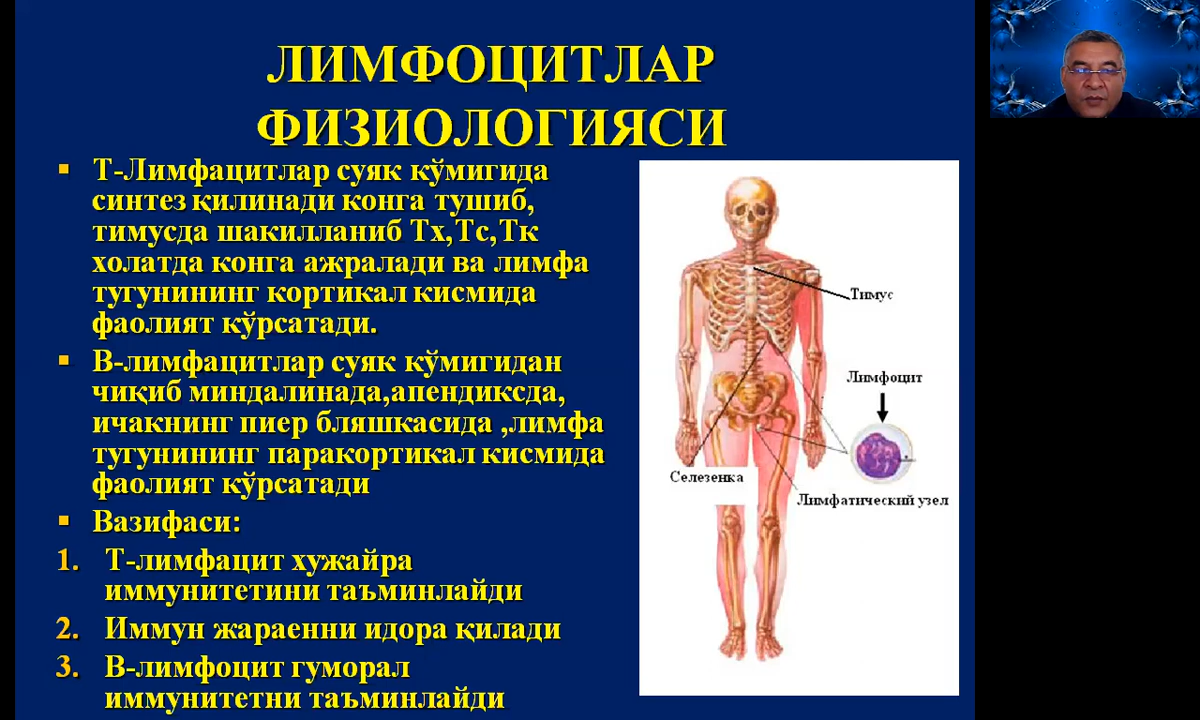 ЛИМФОЦИТЛАР
ФИЗИОЛОГИЯСИ
Т-Лимфацитлар суяк кўмигида
синтез қилинади конга тушиб,
тимусда шакилланиб Тх,Тс,Тк
холатда конга ажралади ва лимфа
тугунининг кортикал кисмида
фаолият кўрсатади.
В-лимфацитлар суяк кўмигидан
чиқиб миндалинада,апендиксда,
ичакнинг пиер бляшкасида ,лимфа
тугунининг паракортикал кисмида
фаолият кўрсатади
Вазифаси:
1. Т-лимфацит хужайра
иммунитетини таъминлайди
2. Иммун жараенни идора қилади
3. В-лимфоцит гуморал
иммунитетни таъминлайди
Тимус
Лимфоцит
Селезенка
Лимфатический узел